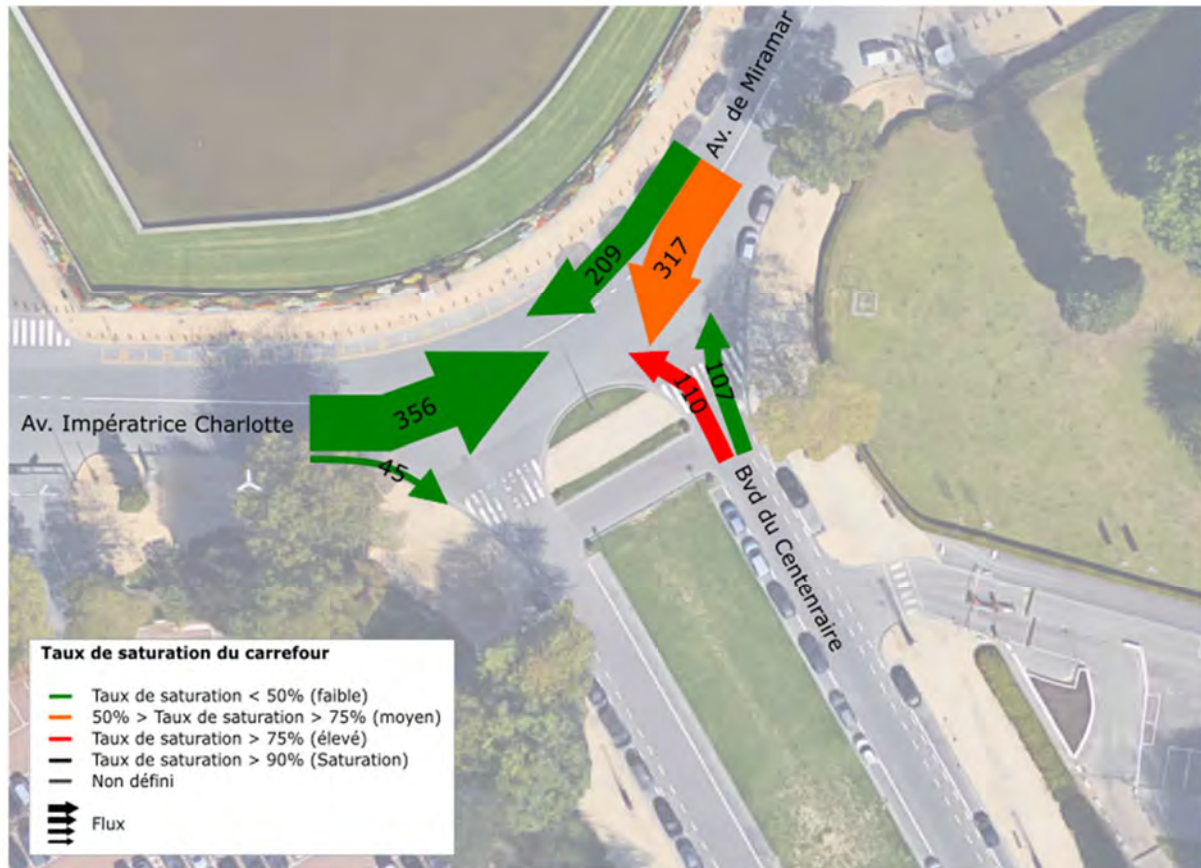 Av. de Miramar
209
317
107
110
356
Av. Impératrice Charlotte
45
Bvd du Centenraire
Taux de saturation du carrefour
Taux de saturation < 50% (faible)
50% > Taux de saturation > 75% (moyen)
Taux de saturation > 75% (élevé)
Taux de saturation > 90% (Saturation)
Non défini
Flux